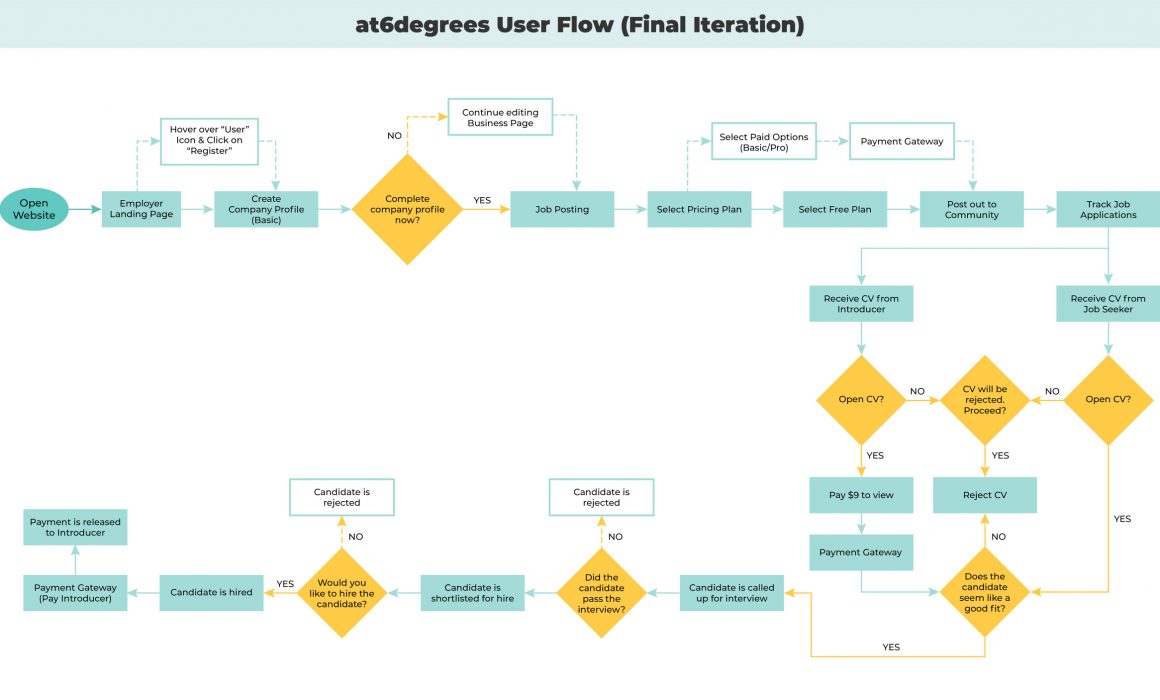 at6degrees User Flow (Final Iteration)
Hover over “User”
Icon & Click on
“Register”
NO
Continue editing
Business Page
Select Paid Options
(Basic/Pro)
Payment Gateway
Open
Website
Employer
Landing Page
Create
Company Profile
(Basic)
Complete
company profile
now?
YES
Job Posting
Select Pricing Plan
Select Free Plan
Post out to
Community
Track Job
Applications
Receive CV from
Introducer
Receive CV from
Job Seeker
Open CV?
NO
CV will be
rejected.
Proceed?
NO
Open CV?
YES
YES
Pay $9 to view
Reject CV
YES
Payment Gateway
NO
Does the
candidate
seem like a
good fit?
YES
Candidate is called
up for interview
Did the
candidate
pass the
interview?
NO
Candidate is
rejected
Candidate is
shortlisted for hire
Would you
like to hire the
candidate?
NO
Candidate is
rejected
YES
Candidate is hired
Payment Gateway
(Pay Introducer)
Payment is released
to Introducer